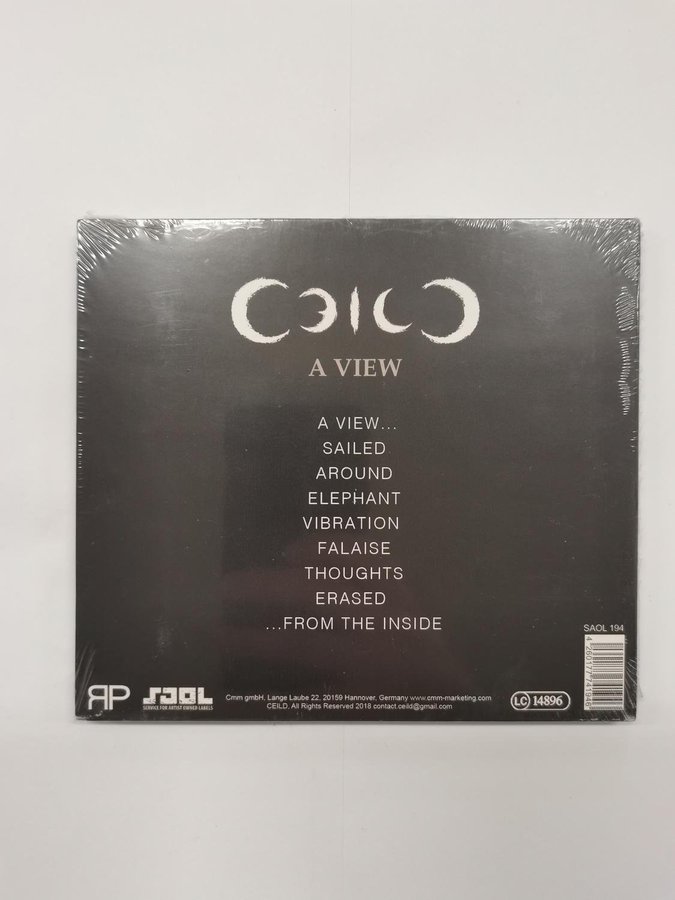 CEILD
A VIEW
A VIEW...
SAILED
AROUND
ELEPHANT
VIBRATION
FALAISE
THOUGHTS
ERASED
...FROM THE INSIDE
SAOL 194
RP
SAOL
SERVICE FOR ARTIST OWNED LABELS
Cmm gmbH, Lange Laube 22, 20159 Hannover, Germany www.cmm-marketing.com
CEILD, All Rights Reserved 2018 contact.ceild@gmail.com
LC 14896
4260177741946